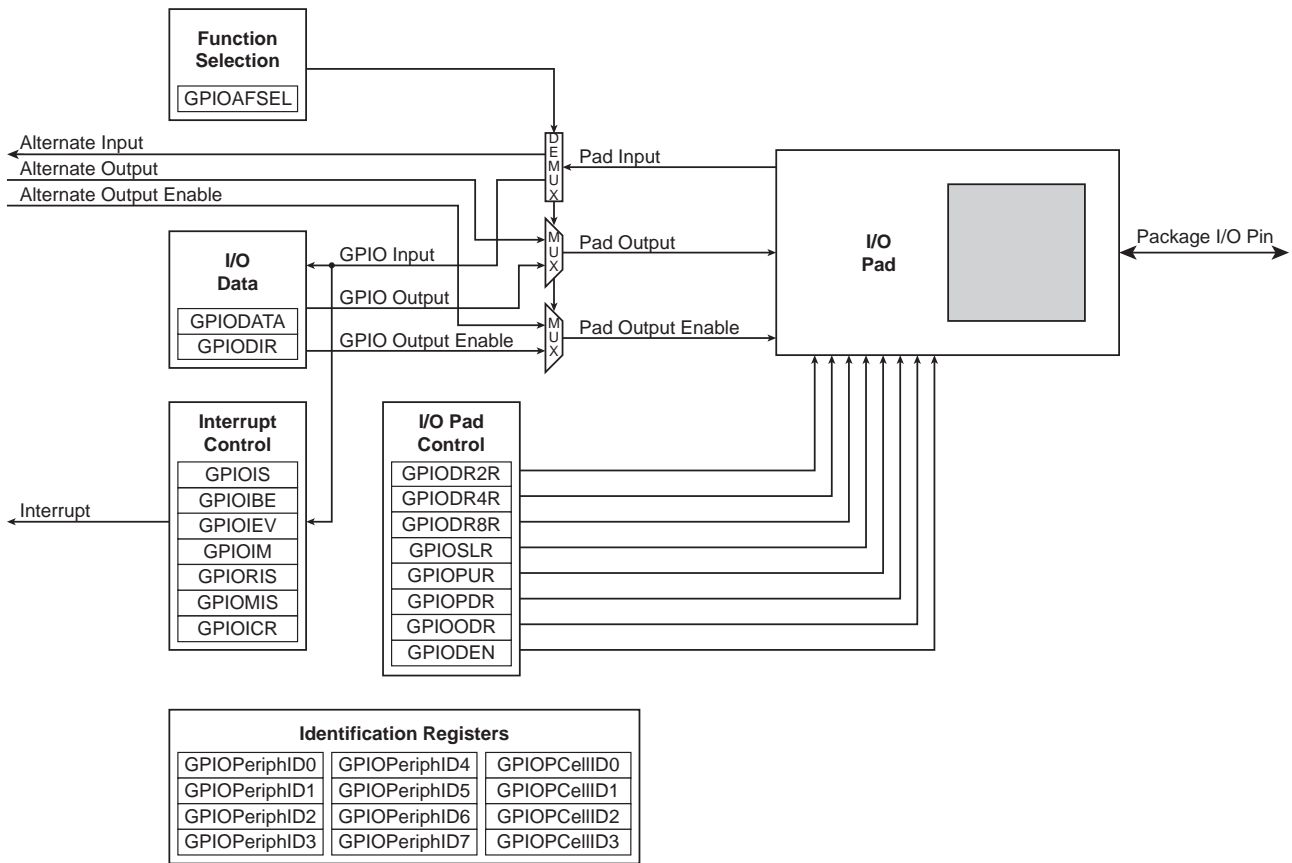 Function
Selection
GPIOAFSEL
Alternate Input
Alternate Output
Alternate Output Enable
DEMUX
Pad Input
MUX
Pad Output
MUX
Pad Output Enable
I/O
Pad
Package I/O Pin
I/O
Data
GPIODATA
GPIODIR
GPIO Input
GPIO Output
GPIO Output Enable
Interrupt
Control
GPIOIS
GPIOIBE
GPIOIEV
GPIOIM
GPIORIS
GPIOMIS
GPIOICR
Interrupt
I/O Pad
Control
GPIODR2R
GPIODR4R
GPIODR8R
GPIOSLR
GPIOPUR
GPIOPDR
GPIOODR
GPIODEN
Identification Registers
GPIOPeriphID0 GPIOPeriphID4 GPIOPCellID0
GPIOPeriphID1 GPIOPeriphID5 GPIOPCellID1
GPIOPeriphID2 GPIOPeriphID6 GPIOPCellID2
GPIOPeriphID3 GPIOPeriphID7 GPIOPCellID3